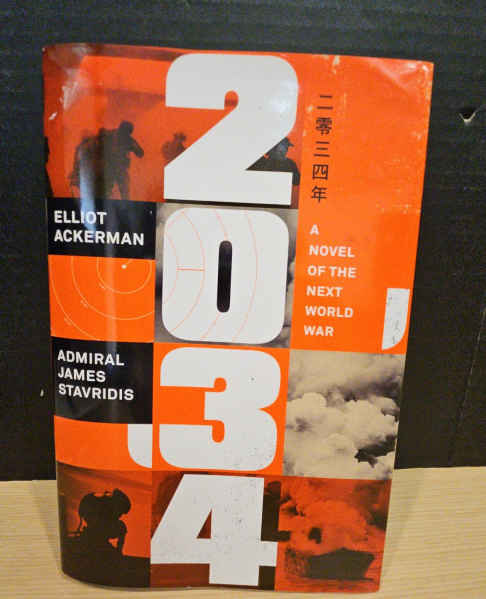 2
0
3
4
二零三四年
ELLIOT
ACKERMAN
A
NOVEL
OF THE
NEXT
WORLD
WAR
ADMIRAL
JAMES
STAVRIDIS